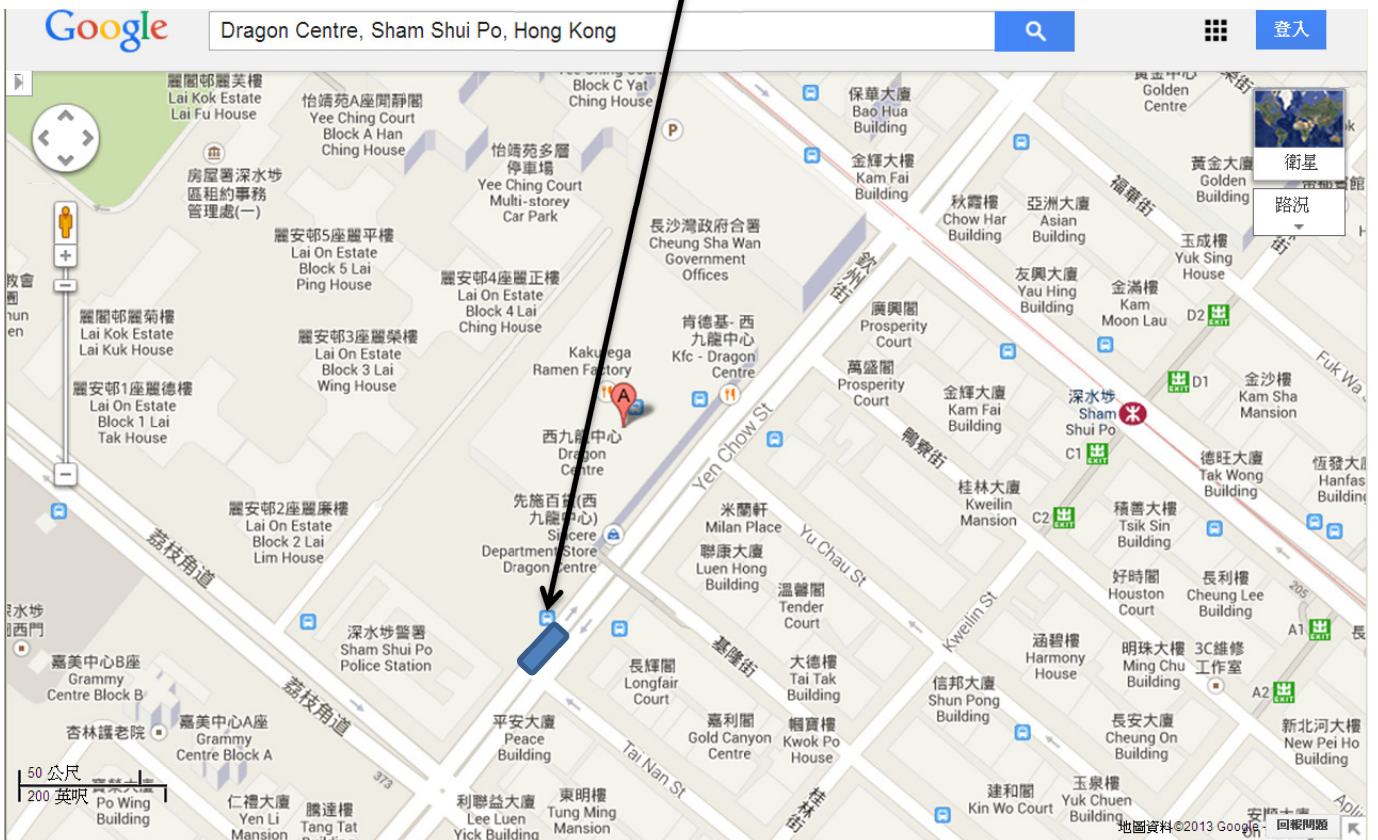 Google
Dragon Centre, Sham Shui Po, Hong Kong
登入
麗閣邨麗芙樓
Lai Kok Estate
Lai Fu House
怡靖苑A座閒靜閣
Yee Ching Court
Block A Han
Ching House
Block C Yat
Ching House
P
保華大廈
Bao Hua
Building
黃金中心
Golden
Centre
衛星
路況
房屋署深水埗
區租約事務
管理處(一)
怡靖苑多層
停車場
Yee Ching Court
Multi-storey
Car Park
金輝大樓
Kam Fai
Building
福華街
黃金大廈
Golden
Building
秋霞樓
Chow Har
Building
亞洲大廈
Asian
Building
長沙灣政府合署
Cheung Sha Wan
Government
Offices
欽州街
玉成樓
Yuk Sing
House
麗安邨5座麗平樓
Lai On Estate
Block 5 Lai
Ping House
麗安邨4座麗正樓
Lai On Estate
Block 4 Lai
Ching House
友興大廈
Yau Hing
Building
金滿樓
Kam
Moon Lau
D2
EXIT
麗閣邨麗菊樓
Lai Kok Estate
Lai Kuk House
麗安邨3座麗榮樓
Lai On Estate
Block 3 Lai
Wing House
肯德基- 西
九龍中心
Kfc - Dragon
Centre
廣興閣
Prosperity
Court
萬盛閣
Prosperity
Court
Ramen Factory
A
麗安邨1座麗德樓
Lai On Estate
Block 1 Lai
Tak House
金輝大廈
Kam Fai
Building
深水埗
Sham
Shui Po
D1
EXIT
金沙樓
Kam Sha
Mansion
Fuk Wa
西九龍中心
Dragon
Centre
Yen Chow St
鴨寮街
C1
EXIT
德旺大廈
Tak Wong
Building
Hanfas
Building
麗安邨2座麗廉樓
Lai On Estate
Block 2 Lai
Lim House
先施百貨(西
九龍中心)
Sincere
Department Store
Dragon Centre
米蘭軒
Milan Place
聯康大廈
Luen Hong
Building
Yu Chau St
桂林大廈
Kweilin
Mansion
C2
EXIT
積善大樓
Tsik Sin
Building
荔枝角道
溫馨閣
Tender
Court
Kweilin St
好時閣
Houston
Court
長利樓
Cheung Lee
Building
205
A1
EXIT
深水埗警署
Sham Shui Po
Police Station
基隆街
涵碧樓
Harmony
House
明珠大樓
Ming Chu
Building
3C維修
工作室
嘉美中心B座
Grammy
Centre Block B
荔枝角道
長輝閣
Longfair
Court
大德樓
Tai Tak
Building
信邦大廈
Shun Pong
Building
A2
EXIT
杏林護老院
嘉美中心A座
Grammy
Centre Block A
平安大廈
Peace
Building
嘉利閣
Gold Canyon
Centre
幗寶樓
Kwok Po
House
長安大廈
Cheung On
Building
新北河大樓
New Pei Ho
Building
Tai Nan St
373
50 公尺
200 英呎
Po Wing
Building
仁禮大廈
Yen Li
Mansion
騰達樓
Tang Tat
利聯益大廈
Lee Luen
Yick Building
東明樓
Tung Ming
Mansion
桂林街
建和閣
Kin Wo Court
玉泉樓
Yuk Chuen
Building
地圖資料©2013 Google
回報問題